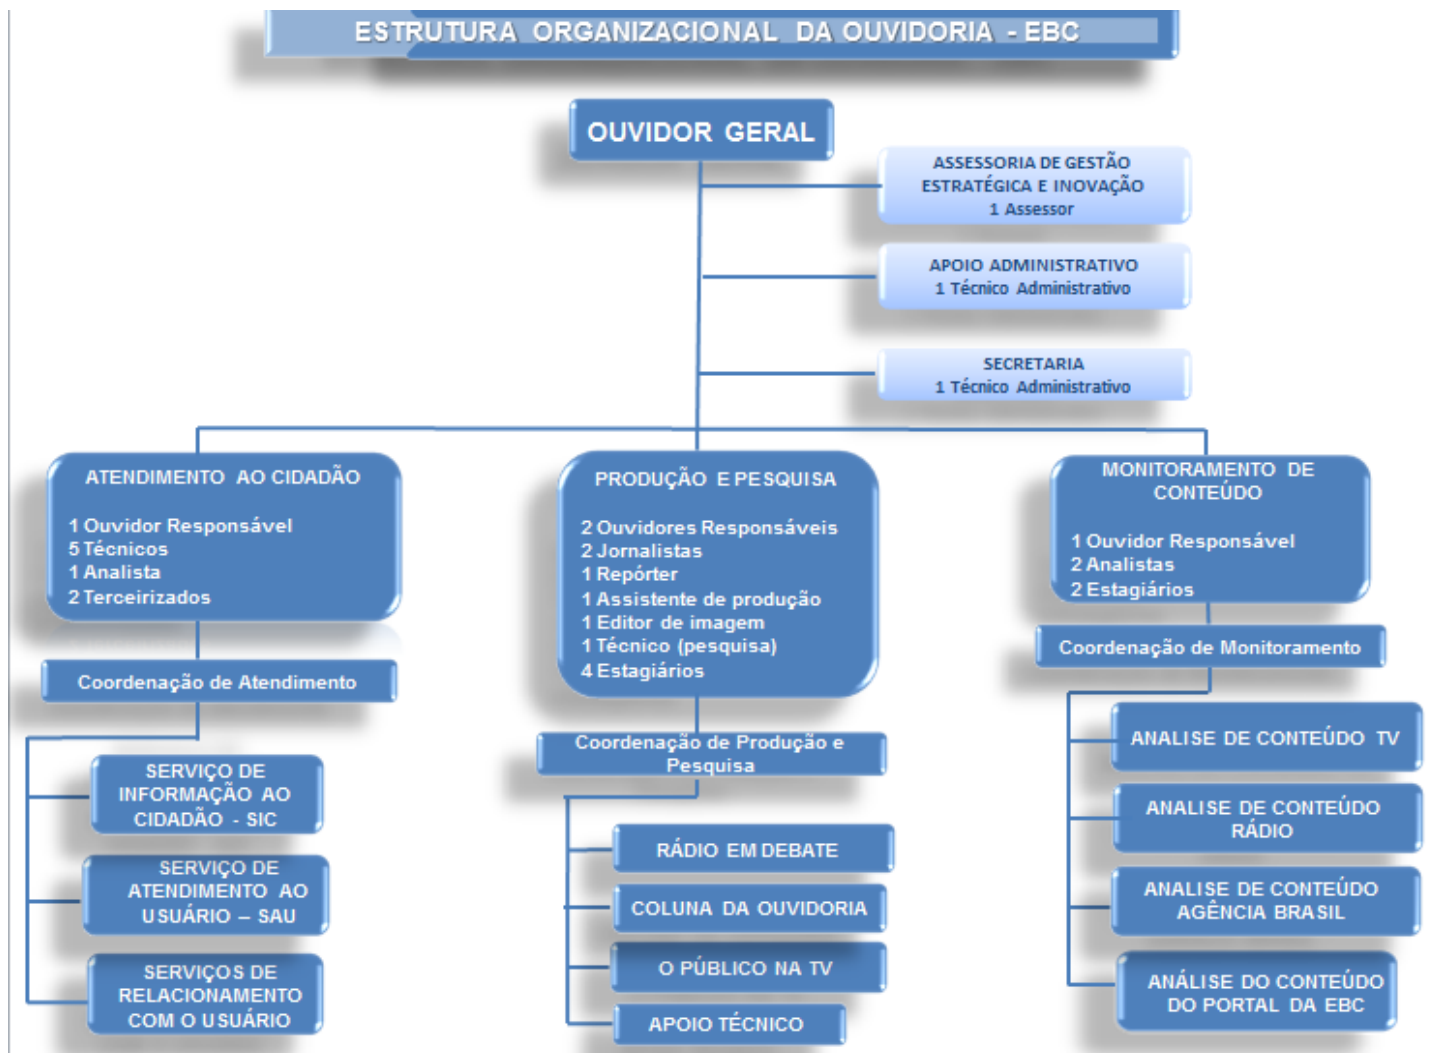 ESTRUTURA ORGANIZACIONAL DA OUVIDORIA - EBC
OUVIDOR GERAL
ASSESSORIA DE GESTÃO
ESTRATÉGICA E INOVAÇÃO
1 Assessor
APOIO ADMINISTRATIVO
1 Técnico Administrativo
SECRETARIA
1 Técnico Administrativo
ATENDIMENTO AO CIDADÃO
1 Ouvidor Responsável
5 Técnicos
1 Analista
2 Terceirizados
Coordenação de Atendimento
SERVIÇO DE
INFORMAÇÃO AO
CIDADÃO - SIC
SERVIÇO DE
ATENDIMENTO AO
USUÁRIO – SAU
SERVIÇOS DE
RELACIONAMENTO
COM O USUÁRIO
PRODUÇÃO E PESQUISA
2 Ouvidores Responsáveis
2 Jornalistas
1 Repórter
1 Assistente de produção
1 Editor de imagem
1 Técnico (pesquisa)
4 Estagiários
Coordenação de Produção e
Pesquisa
RÁDIO EM DEBATE
COLUNA DA OUVIDORIA
O PÚBLICO NA TV
APOIO TÉCNICO
MONITORAMENTO DE
CONTEÚDO
1 Ouvidor Responsável
2 Analistas
2 Estagiários
Coordenação de Monitoramento
ANALISE DE CONTEÚDO TV
ANALISE DE CONTEÚDO
RÁDIO
ANALISE DE CONTEÚDO
AGÊNCIA BRASIL
ANÁLISE DO CONTEÚDO
DO PORTAL DA EBC